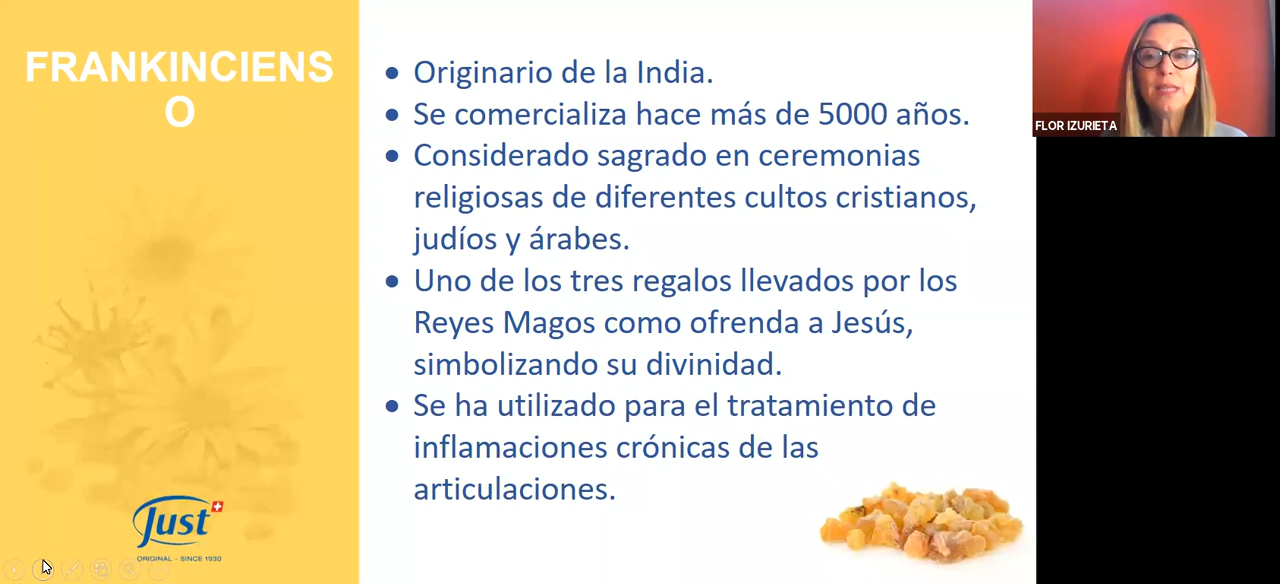 FRANKINCIENS
O
• Originario de la India.
• Se comercializa hace más de 5000 años.
• Considerado sagrado en ceremonias
religiosas de diferentes cultos cristianos,
judíos y árabes.
• Uno de los tres regalos llevados por los
Reyes Magos como ofrenda a Jesús,
simbolizando su divinidad.
• Se ha utilizado para el tratamiento de
inflamaciones crónicas de las
articulaciones.
Just
ORIGINAL - SINCE 1930
FLOR IZURIETA